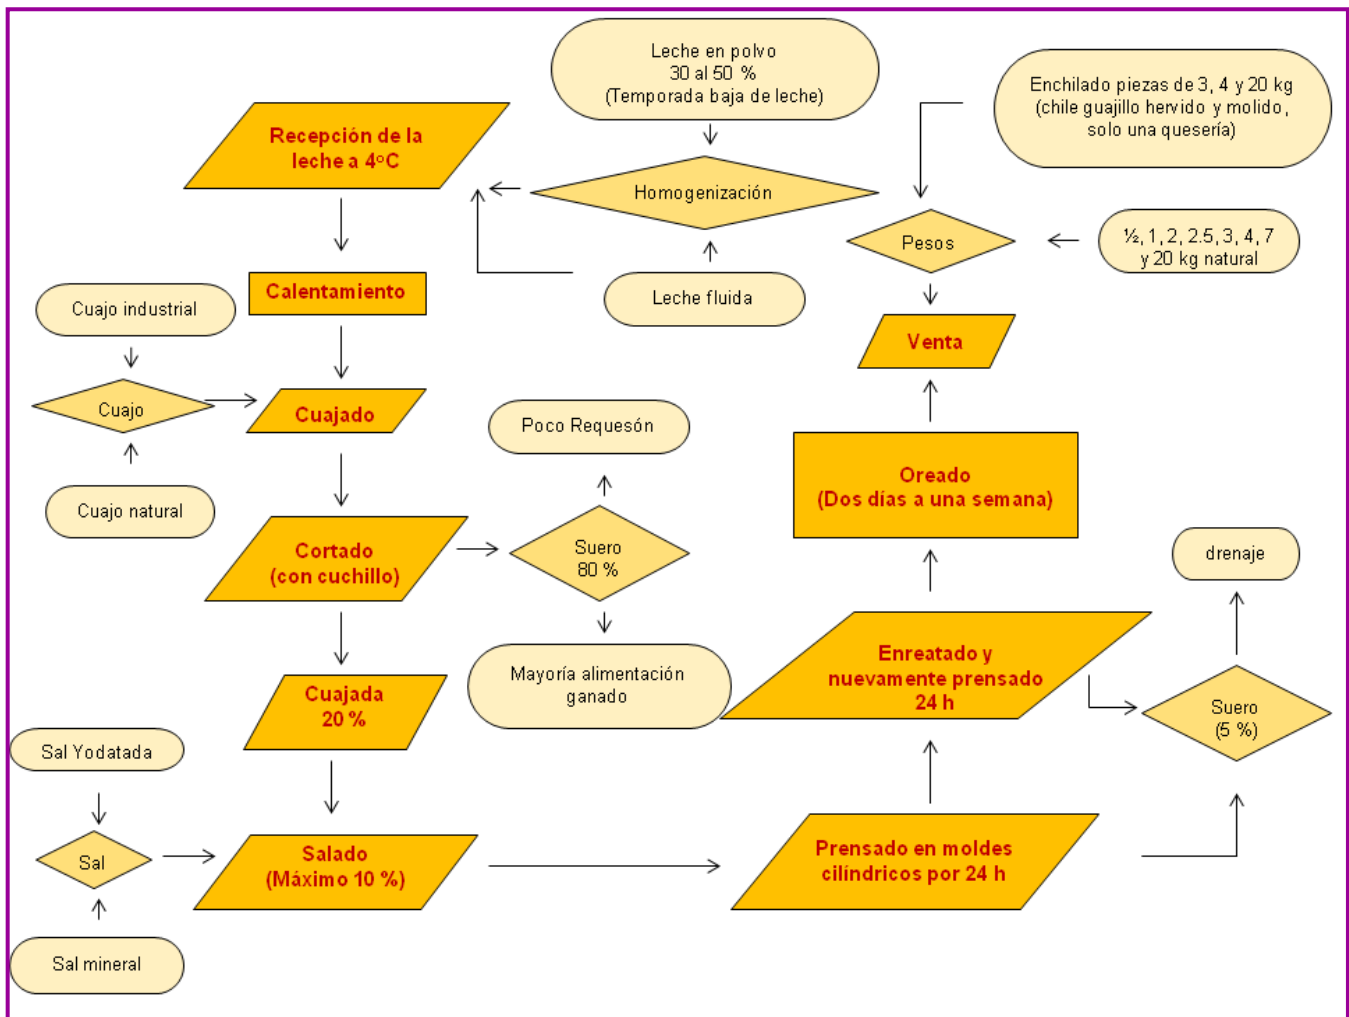 Leche en polvo
30 al 50 %
(Temporada baja de leche)
Enchilado piezas de 3, 4 y 20 kg
(chile guajillo hervido y molido,
solo una quesería)
Recepción de la
leche a 4ºC
Homogenización
Pesos
½, 1, 2, 2.5, 3, 4, 7
y 20 kg natural
Calentamiento
Leche fluida
Cuajo industrial
Venta
Cuajo
Cuajado
Poco Requesón
Cuajo natural
Oreado
(Dos días a una semana)
Cortado
(con cuchillo)
Suero
80 %
drenaje
Mayoría alimentación
ganado
Enreatado y
nuevamente prensado
24 h
Cuajada
20 %
Suero
(5 %)
Sal Yodatada
Sal
Salado
(Máximo 10 %)
Prensado en moldes
cilíndricos por 24 h
Sal mineral